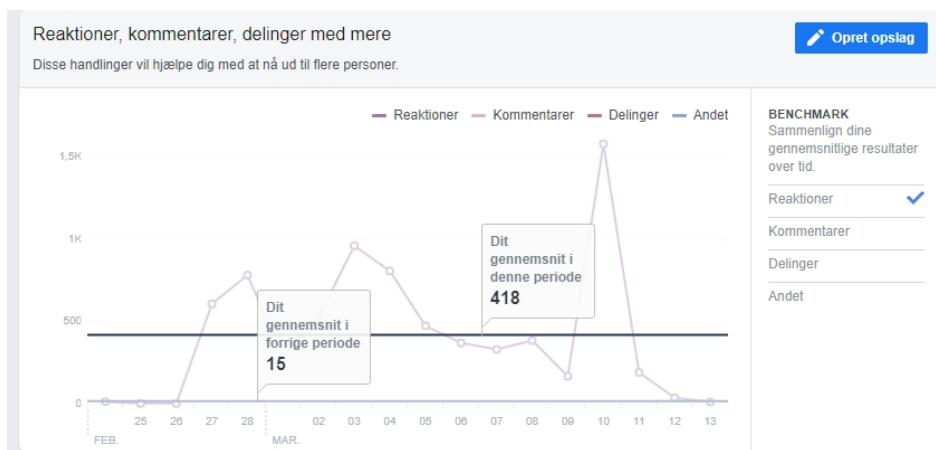 Reaktioner, kommentarer, delinger med mere
Disse handlinger vil hjælpe dig med at nå ud til flere personer.
Opret opslag
Reaktioner Kommentarer Delinger Andet
1,5K
1K
500
0
Dit
gennemsnit i
forrige periode
15
Dit
gennemsnit i
denne periode
418
25 26 27 28 02 03 04 05 06 07 08 09 10 11 12 13
FEB. MAR.
BENCHMARK
Sammenlign dine
gennemsnitlige resultater
over tid.
Reaktioner
Kommentarer
Delinger
Andet